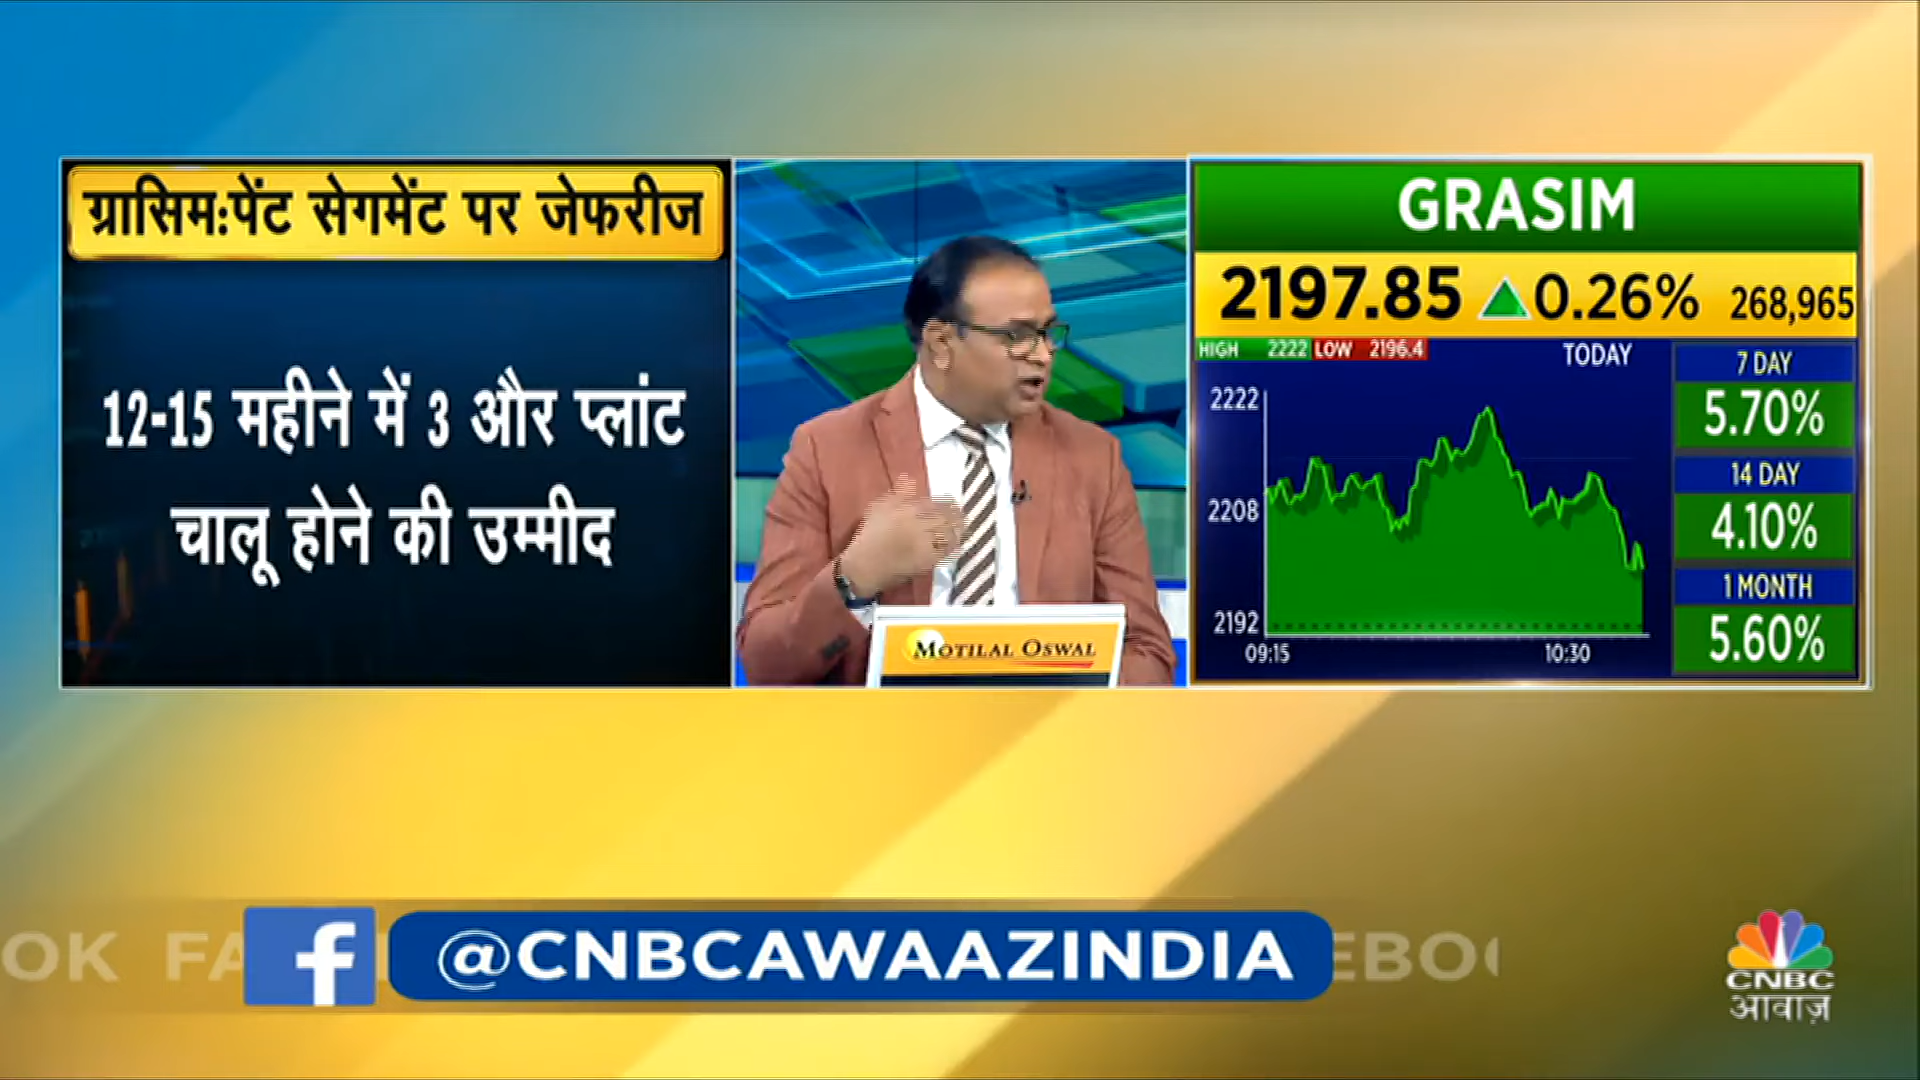 ग्रासिम:पेंट सेगमेंट पर जेफरीज
12-15 महीने में 3 और प्लांट
चालू होने की उम्मीद
MOTILAL OSWAL
GRASIM
2197.85 0.26% 268,965
HIGH 2222 LOW 2196.4
TODAY
2222
2208
2192
09:15 10:30
7 DAY
5.70%
14 DAY
4.10%
1 MONTH
5.60%
OK FA
f
@CNBCAWAAZINDIA
EBOO
CNBC
आवाज़